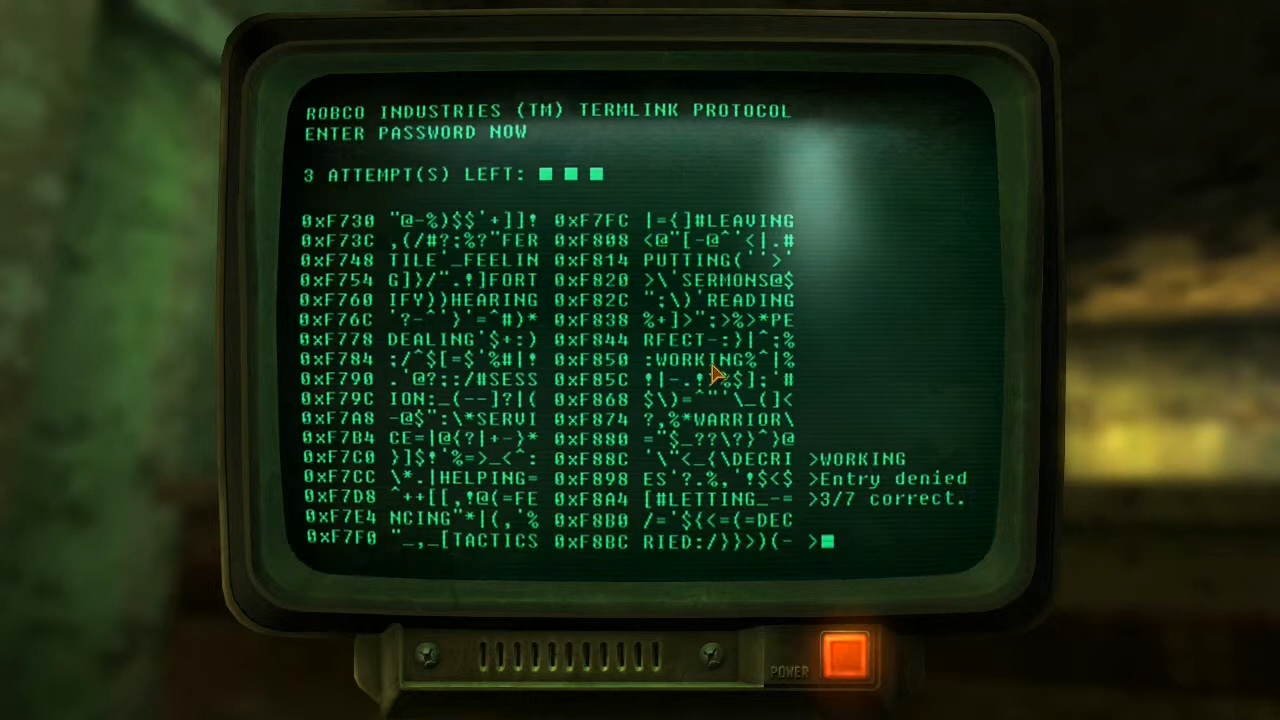 ROBCO INDUSTRIES (TM) TERMLINK PROTOCOL
ENTER PASSWORD NOW
3 ATTEMPT(S) LEFT: ■ ■ ■
0xF730 "@-%)$$'+]]! 0xF7FC |={]#LEAVING
0xF73C ,(/#?:%?"FER 0xF808 <@"[-@^'<|.#
0xF748 TILE'_FEELIN 0xF814 PUTTING(''>'
0xF754 G]}/".!]FORT 0xF820 >\'SERMONS@$
0xF760 IFY))HEARING 0xF82C ";\)'READING
0xF76C '?-^'}'=^#)* 0xF838 %+]>";>%>*PE
0xF778 DEALING'$+:) 0xF844 RFECT-:}|^;%
0xF784 :/^$[=$'%#|! 0xF850 :WORKING%^|%
0xF790 .'@?::/#SESS 0xF85C !|-.! %$];'#
0xF79C ION:_(--]?|( 0xF868 $\)=^"''\_(]<
0xF7A8 -@$":\*SERVI 0xF874 ?,%*WARRIOR\
0xF7B4 CE=|@{?|+-}* 0xF880 ="$_??\?}^}@
0xF7C0 }]$!'%=>_<^: 0xF88C '\"<_{\DECRI >WORKING
0xF7CC \*.|HELPING= 0xF898 ES'?.%,'!$<$ >Entry denied
0xF7D8 ^++[[,!@(=FE 0xF8A4 [#LETTING_-= >3/7 correct.
0xF7E4 NCING"*|(,'% 0xF8B0 /='${<=(=DEC
0xF7F0 "_,_[TACTICS 0xF8BC RIED:/}}>)(- >■
POWER